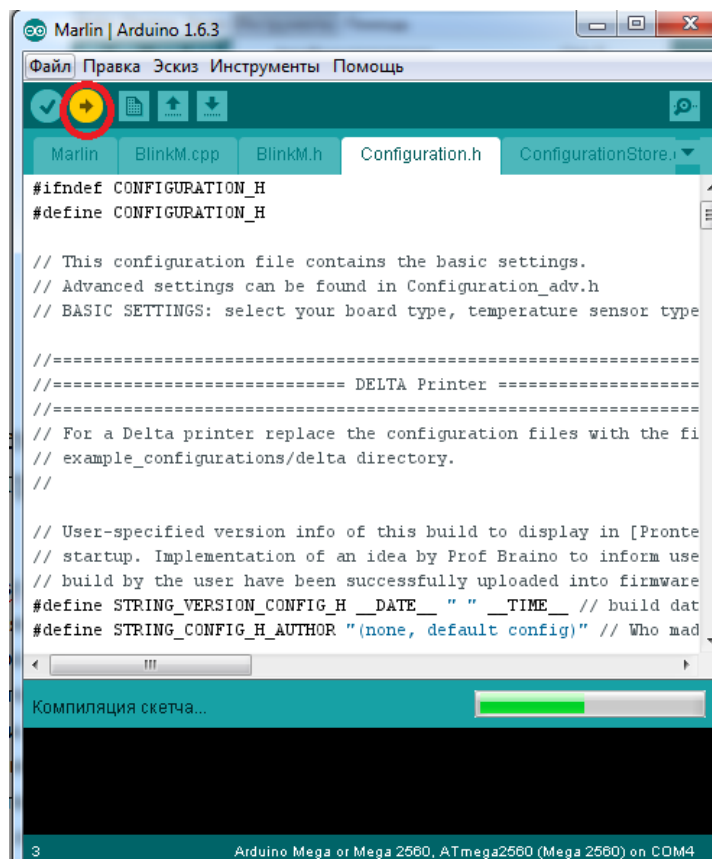 Marlin | Arduino 1.6.3
Файл Правка Эскиз Инструменты Помощь
Marlin BlinkM.cpp BlinkM.h Configuration.h ConfigurationStore.
#ifndef CONFIGURATION_H
#define CONFIGURATION_H
// This configuration file contains the basic settings.
// Advanced settings can be found in Configuration_adv.h
// BASIC SETTINGS: select your board type, temperature sensor type
//================================================================
//============================= DELTA Printer ====================
//================================================================
// For a Delta printer replace the configuration files with the fi
// example_configurations/delta directory.
//
// User-specified version info of this build to display in [Pronte
// startup. Implementation of an idea by Prof Braino to inform use
// build by the user have been successfully uploaded into firmware
#define STRING_VERSION_CONFIG_H __DATE__ " " __TIME__ // build dat
#define STRING_CONFIG_H_AUTHOR "(none, default config)" // Who mad
Компиляция скетча...
3 Arduino Mega or Mega 2560, ATmega2560 (Mega 2560) on COM4